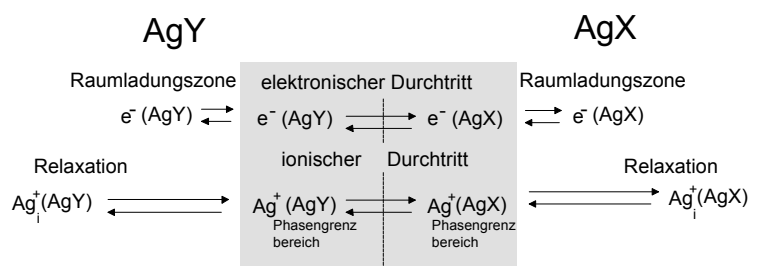 AgY AgX
Raumladungszone elektronischer Durchtritt Raumladungszone
e⁻ (AgY) e⁻ (AgY) e⁻ (AgX) e⁻ (AgX)
ionischer Durchtritt
Relaxation Relaxation
Ag⁺ᵢ(AgY) Ag⁺(AgY) Ag⁺(AgX) Ag⁺ᵢ(AgX)
Phasengrenz Phasengrenz
bereich bereich